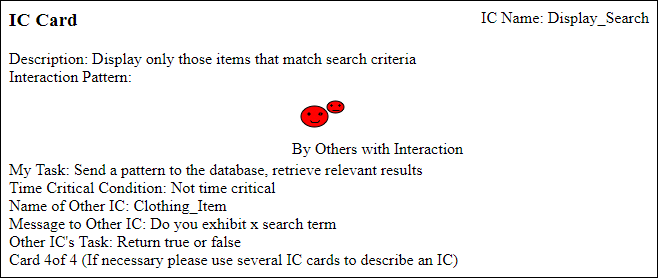 IC Card
IC Name: Display_Search
Description: Display only those items that match search criteria
Interaction Pattern:
By Others with Interaction
My Task: Send a pattern to the database, retrieve relevant results
Time Critical Condition: Not time critical
Name of Other IC: Clothing_Item
Message to Other IC: Do you exhibit x search term
Other IC's Task: Return true or false
Card 4of 4 (If necessary please use several IC cards to describe an IC)